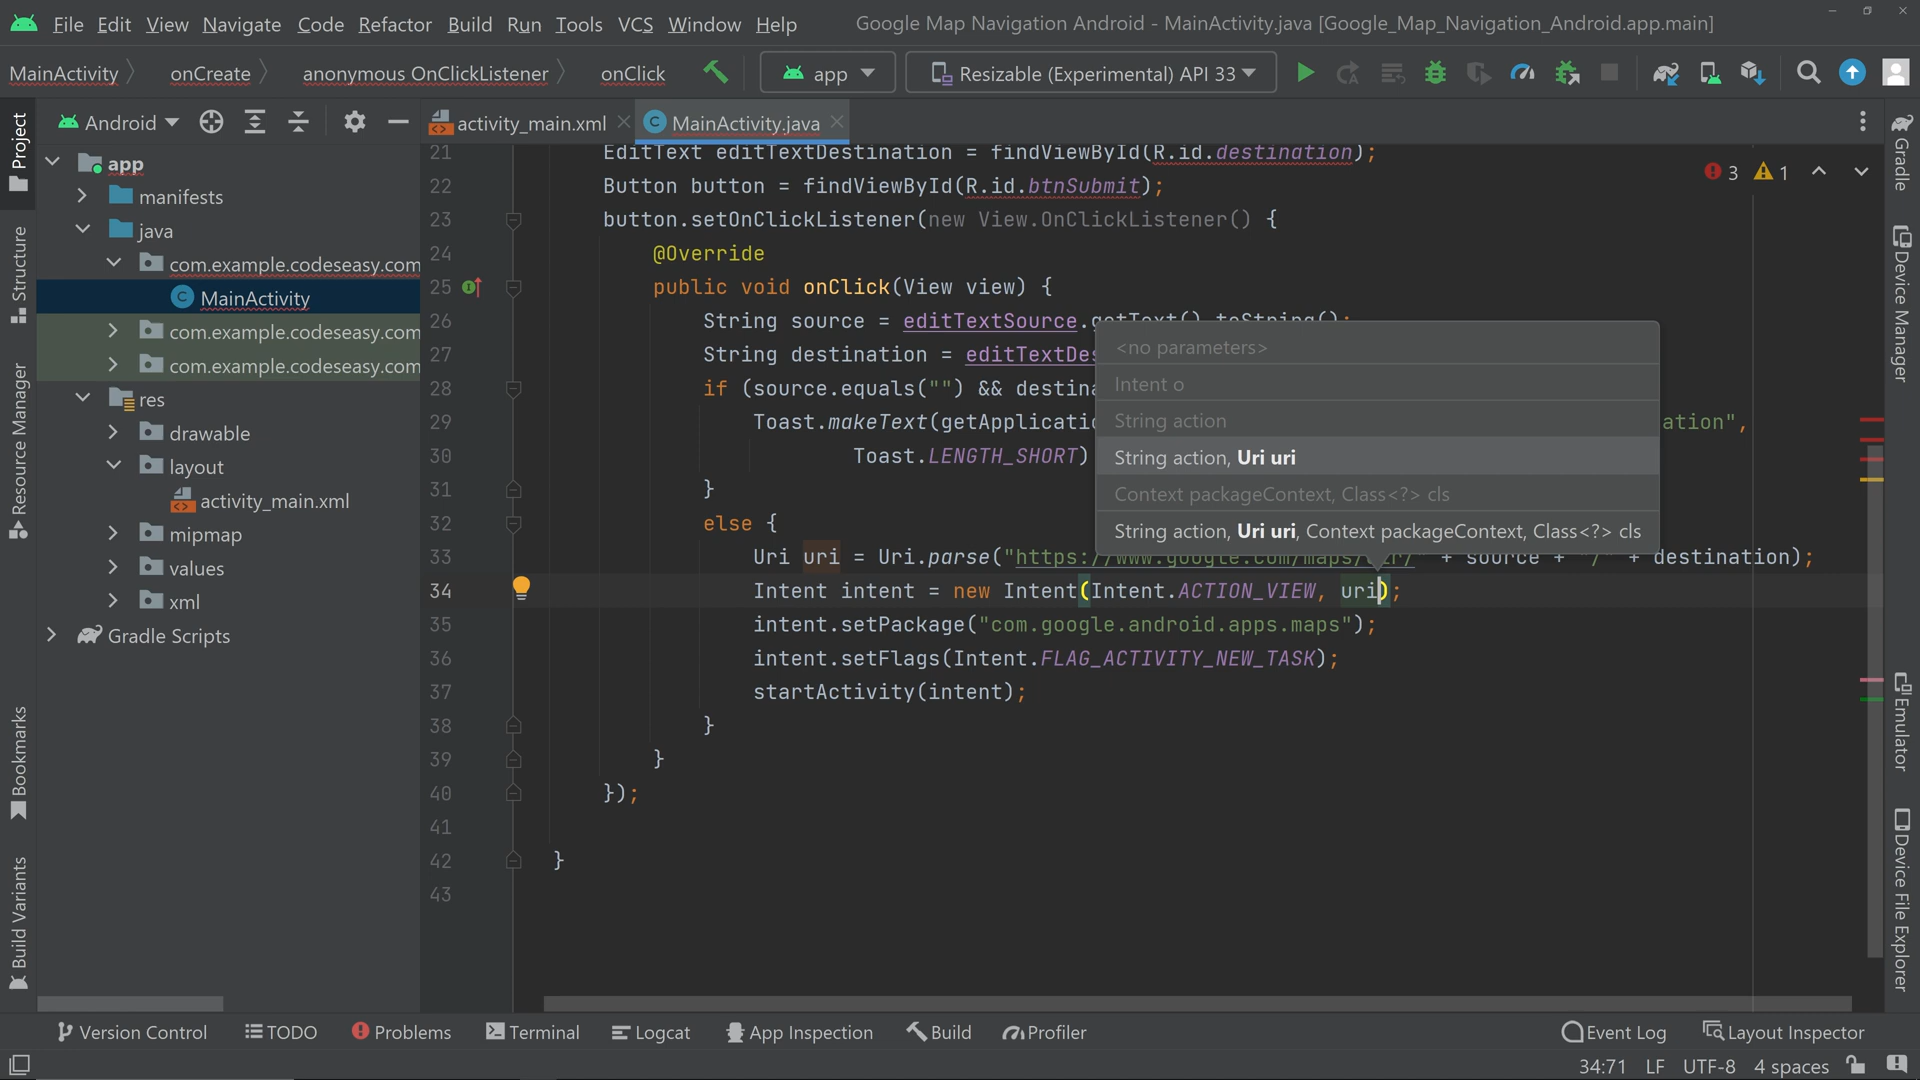 File Edit View Navigate Code Refactor Build Run Tools VCS Window Help Google Map Navigation Android - MainActivity.java [Google_Map_Navigation_Android.app.main]
MainActivity onCreate anonymous OnClickListener onClick app Resizable (Experimental) API 33
Android activity_main.xml MainActivity.java
Project
Structure
Resource Manager
Bookmarks
Build Variants
app
manifests
java
com.example.codeseasy.com
MainActivity
com.example.codeseasy.com
com.example.codeseasy.com
res
drawable
layout
activity_main.xml
mipmap
values
xml
Gradle Scripts
3 1
21 EditText editTextDestination = findViewById(R.id.destination);
22 Button button = findViewById(R.id.btnSubmit);
23 button.setOnClickListener(new View.OnClickListener() {
24 @Override
25 public void onClick(View view) {
26 String source = editTextSource.getText().toString();
27 String destination = editTextDes
28 if (source.equals("") && destina
29 Toast.makeText(getApplicatio ation",
30 Toast.LENGTH_SHORT)
31 }
32 else {
33 Uri uri = Uri.parse("https://www.google.com/maps/dir/" + source + "/" + destination);
34 Intent intent = new Intent(Intent.ACTION_VIEW, uri);
35 intent.setPackage("com.google.android.apps.maps");
36 intent.setFlags(Intent.FLAG_ACTIVITY_NEW_TASK);
37 startActivity(intent);
38 }
39 }
40 });
41
42 }
43
<no parameters>
Intent o
String action
String action, Uri uri
Context packageContext, Class<?> cls
String action, Uri uri, Context packageContext, Class<?> cls
Gradle
Device Manager
Emulator
Device File Explorer
Version Control TODO Problems Terminal Logcat App Inspection Build Profiler Event Log Layout Inspector
34:71 LF UTF-8 4 spaces